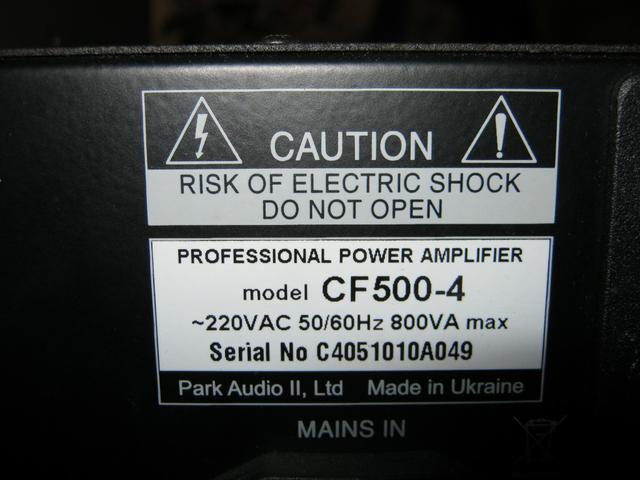 CAUTION
RISK OF ELECTRIC SHOCK
DO NOT OPEN
PROFESSIONAL POWER AMPLIFIER
model CF500-4
~220VAC 50/60Hz 800VA max
Serial No C4051010A049
Park Audio II, Ltd Made in Ukraine
MAINS IN